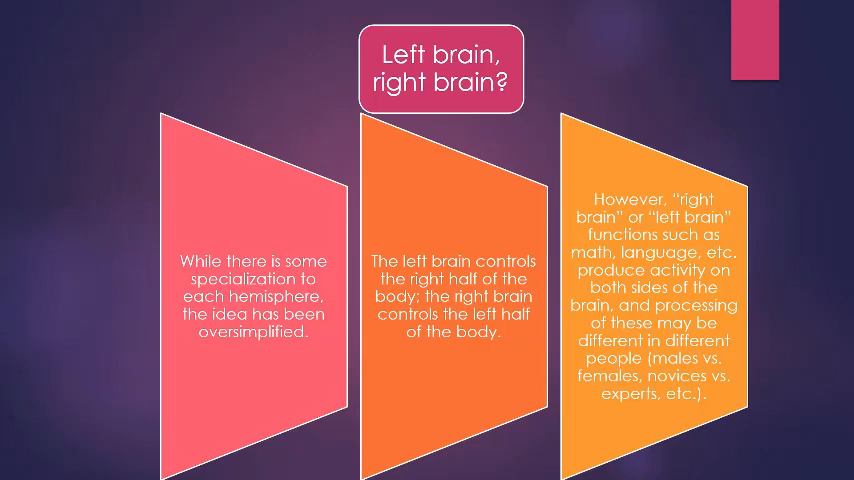 Left brain,
right brain?
While there is some
specialization to
each hemisphere,
the idea has been
oversimplified.
The left brain controls
the right half of the
body; the right brain
controls the left half
of the body.
However, “right
brain” or “left brain”
functions such as
math, language, etc.
produce activity on
both sides of the
brain, and processing
of these may be
different in different
people (males vs.
females, novices vs.
experts, etc.).